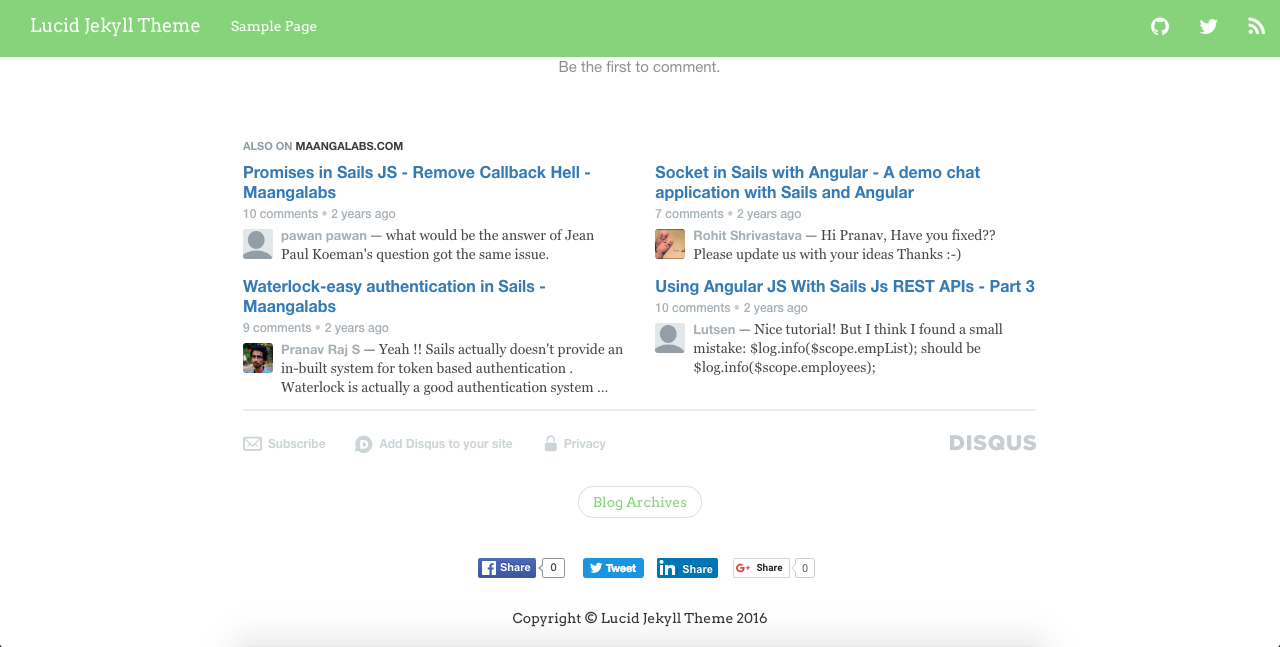 Lucid Jekyll Theme Sample Page
Be the first to comment.
ALSO ON MAANGALABS.COM
Promises in Sails JS - Remove Callback Hell -
Maangalabs
10 comments • 2 years ago
pawan pawan — what would be the answer of Jean
Paul Koeman's question got the same issue.
Socket in Sails with Angular - A demo chat
application with Sails and Angular
7 comments • 2 years ago
Rohit Shrivastava — Hi Pranav, Have you fixed??
Please update us with your ideas Thanks :-)
Waterlock-easy authentication in Sails -
Maangalabs
9 comments • 2 years ago
Pranav Raj S — Yeah !! Sails actually doesn't provide an
in-built system for token based authentication .
Waterlock is actually a good authentication system ...
Using Angular JS With Sails Js REST APIs - Part 3
10 comments • 2 years ago
Lutsen — Nice tutorial! But I think I found a small
mistake: $log.info($scope.empList); should be
$log.info($scope.employees);
Subscribe Add Disqus to your site Privacy DISQUS
Blog Archives
Share 0 Tweet in Share G+ Share 0
Copyright © Lucid Jekyll Theme 2016